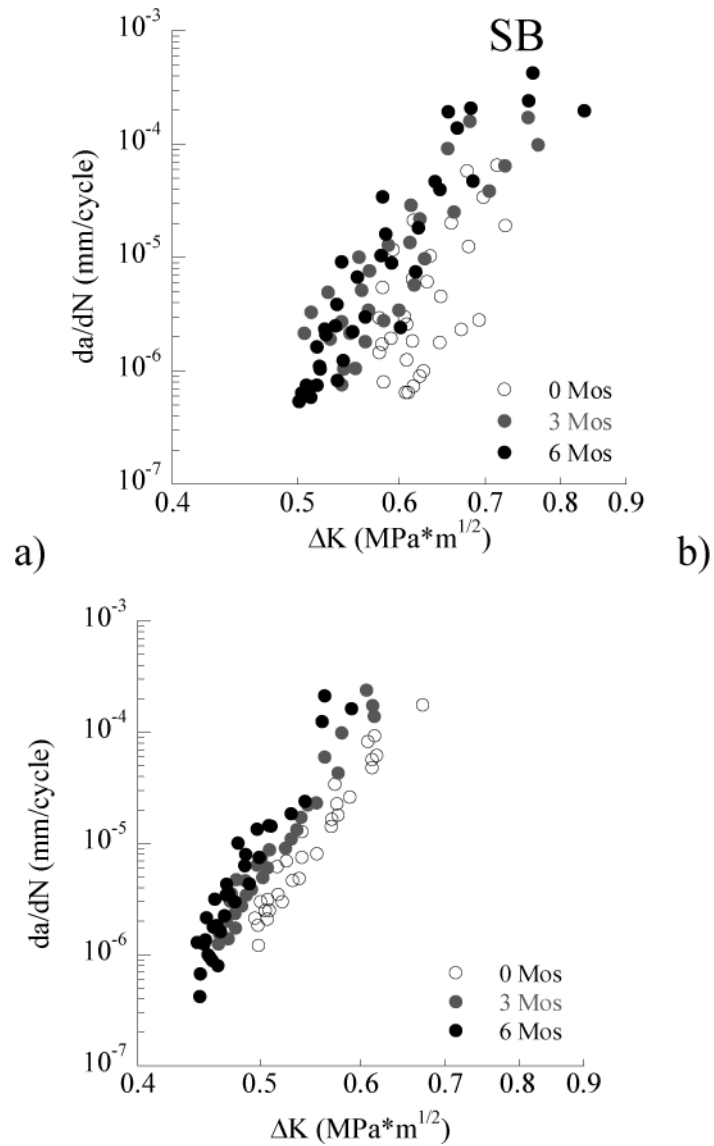 SB
10^-3
10^-4
10^-5
10^-6
10^-7
da/dN (mm/cycle)
0 Mos
3 Mos
6 Mos
0.4 0.5 0.6 0.7 0.8 0.9
ΔK (MPa*m^1/2)
a) b)
10^-3
10^-4
10^-5
10^-6
10^-7
da/dN (mm/cycle)
0 Mos
3 Mos
6 Mos
0.4 0.5 0.6 0.7 0.8 0.9
ΔK (MPa*m^1/2)